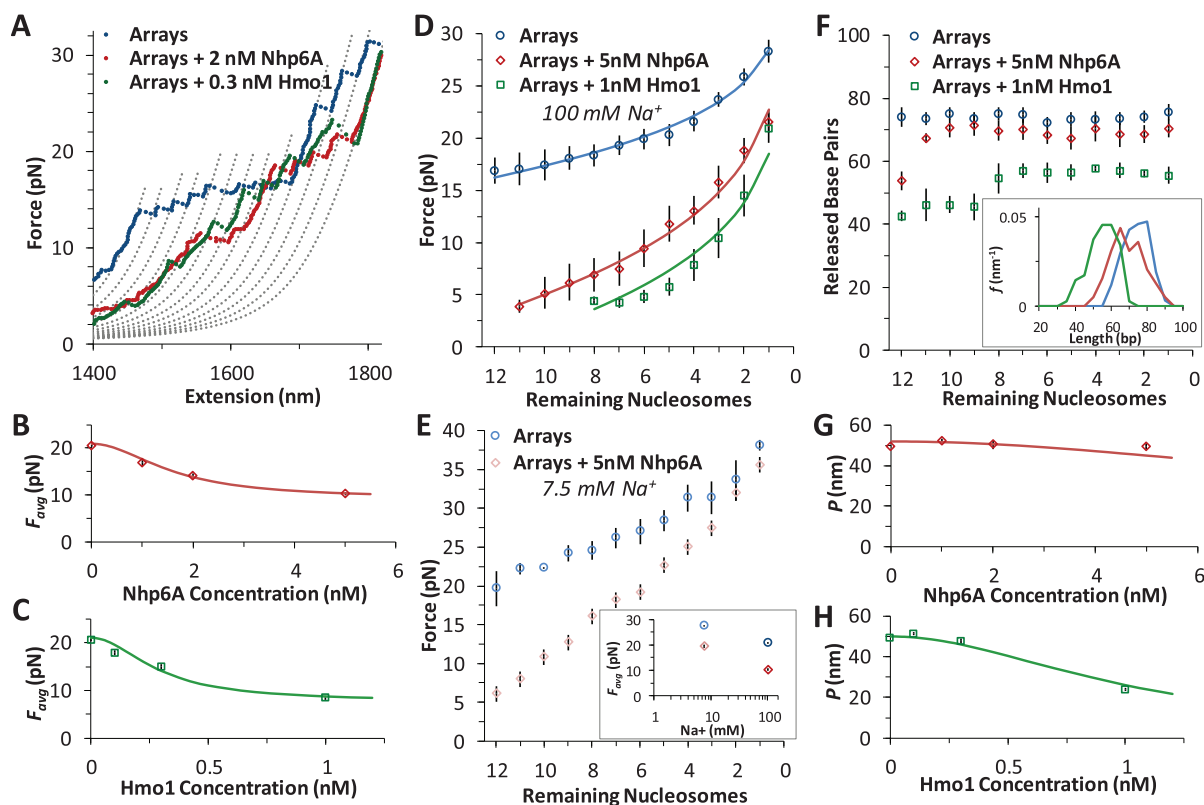 A
Arrays
Arrays + 2 nM Nhp6A
Arrays + 0.3 nM Hmo1
Force (pN)
30
20
10
0
1400
1600
1800
Extension (nm)
B
F_avg (pN)
20
10
0
0
2
4
6
Nhp6A Concentration (nM)
C
F_avg (pN)
20
10
0
0
0.5
1
Hmo1 Concentration (nM)
D
Arrays
Arrays + 5nM Nhp6A
Arrays + 1nM Hmo1
100 mM Na⁺
Force (pN)
30
25
20
15
10
5
0
12
10
8
6
4
2
0
Remaining Nucleosomes
E
Arrays
Arrays + 5nM Nhp6A
7.5 mM Na⁺
Force (pN)
40
35
30
25
20
15
10
5
0
12
10
8
6
4
2
0
Remaining Nucleosomes
F_avg (pN)
30
20
10
0
1
10
100
Na+ (mM)
F
Arrays
Arrays + 5nM Nhp6A
Arrays + 1nM Hmo1
Released Base Pairs
100
80
60
40
20
0
12
10
8
6
4
2
0
Remaining Nucleosomes
f (nm⁻¹)
0.05
0
20
40
60
80
100
Length (bp)
G
P (nm)
60
40
20
0
0
2
4
6
Nhp6A Concentration (nM)
H
P (nm)
60
40
20
0
0
0.5
1
Hmo1 Concentration (nM)